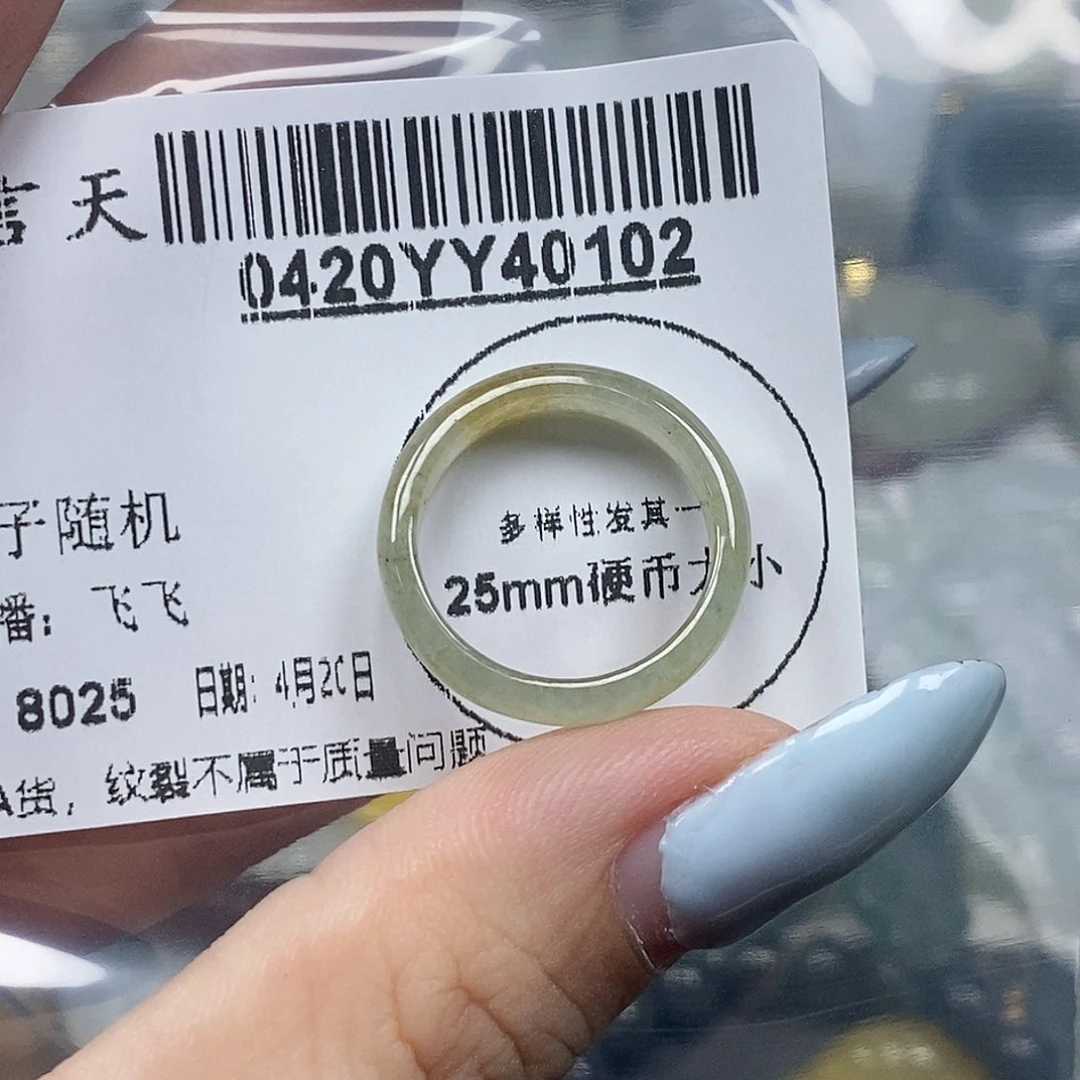 言 天
0420YY40102
子随机
多样性发其一
25mm硬币大小
播：飞飞
8025 日期：4月20日
A货，纹裂不属于质量问题